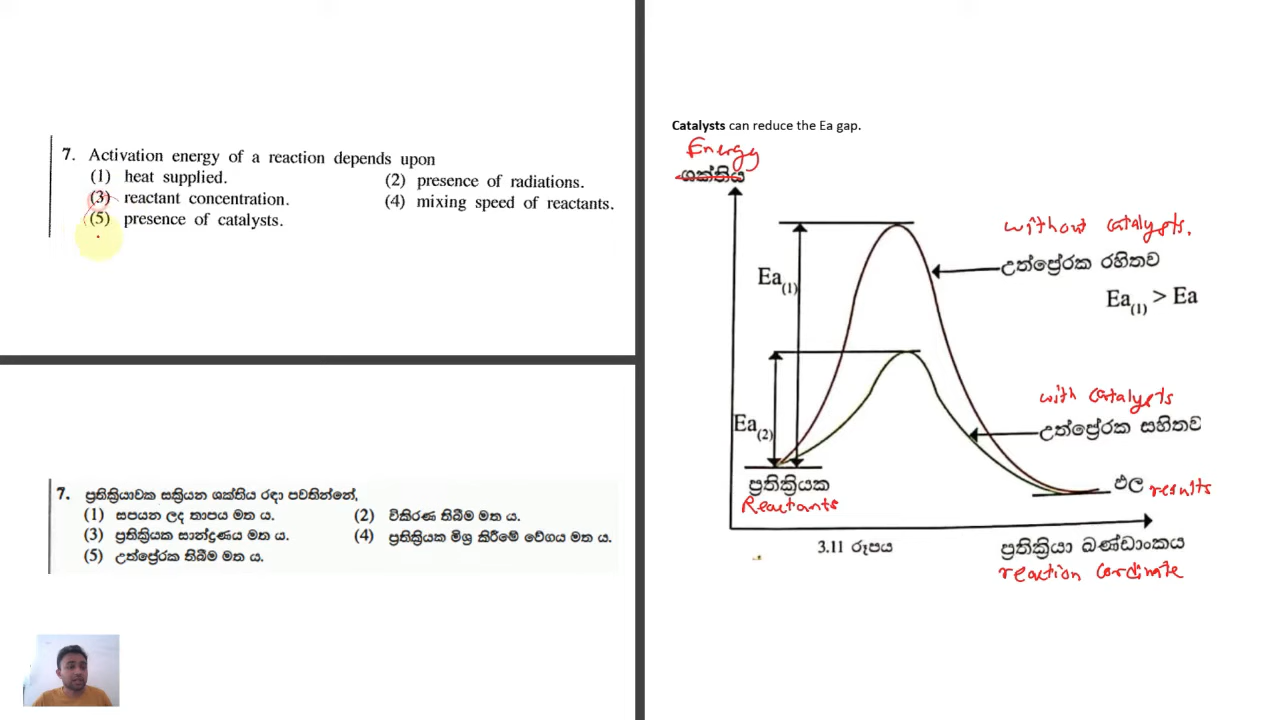 7. Activation energy of a reaction depends upon
(1) heat supplied. (2) presence of radiations.
(3) reactant concentration. (4) mixing speed of reactants.
(5) presence of catalysts.
7. ප්‍රතික්‍රියාවක සක්‍රියන ශක්තිය රඳා පවතින්නේ,
(1) සපයන ලද තාපය මත ය. (2) විකිරණ තිබීම මත ය.
(3) ප්‍රතික්‍රියක සාන්ද්‍රණය මත ය. (4) ප්‍රතික්‍රියක මිශ්‍ර කිරීමේ වේගය මත ය.
(5) උත්ප්‍රේරක තිබීම මත ය.
Catalysts can reduce the Ea gap.
Energy
ශක්තිය
without catalysts.
උත්ප්‍රේරක රහිතව
Ea(1)
Ea(1) > Ea
with catalysts
Ea(2)
උත්ප්‍රේරක සහිතව
ප්‍රතික්‍රියක
ඵල results
Reactants
3.11 රූපය
ප්‍රතික්‍රියා ඛණ්ඩාංකය
reaction cordinate